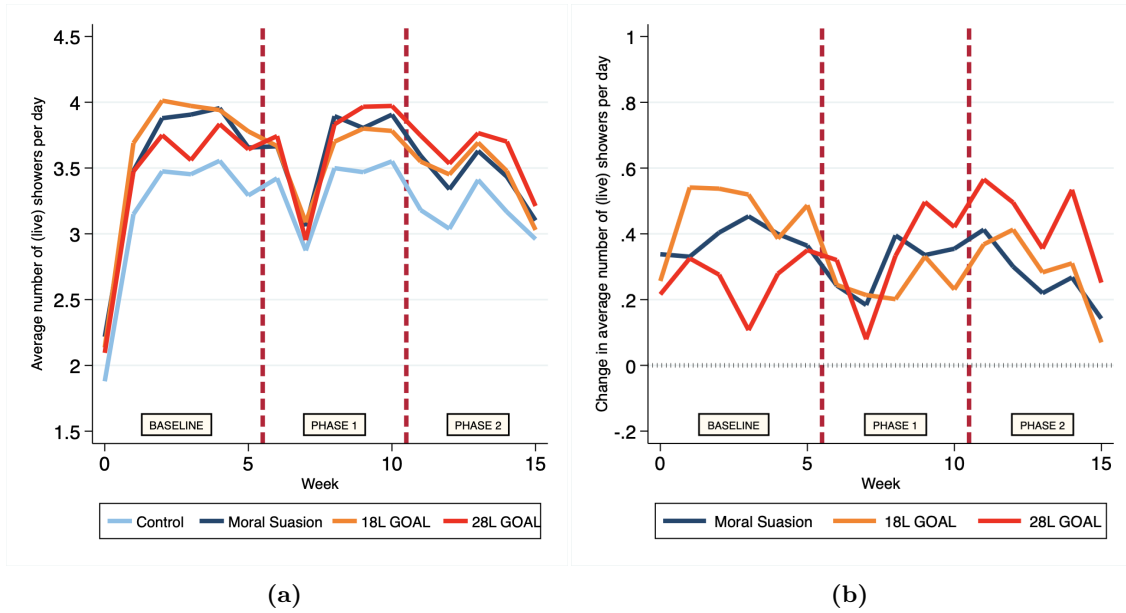 Average number of (live) showers per day
4.5
4
3.5
3
2.5
2
1.5
BASELINE
PHASE 1
PHASE 2
0
5
10
15
Week
Control
Moral Suasion
18L GOAL
28L GOAL
(a)
Change in average number of (live) showers per day
1
.8
.6
.4
.2
0
-.2
BASELINE
PHASE 1
PHASE 2
0
5
10
15
Week
Moral Suasion
18L GOAL
28L GOAL
(b)